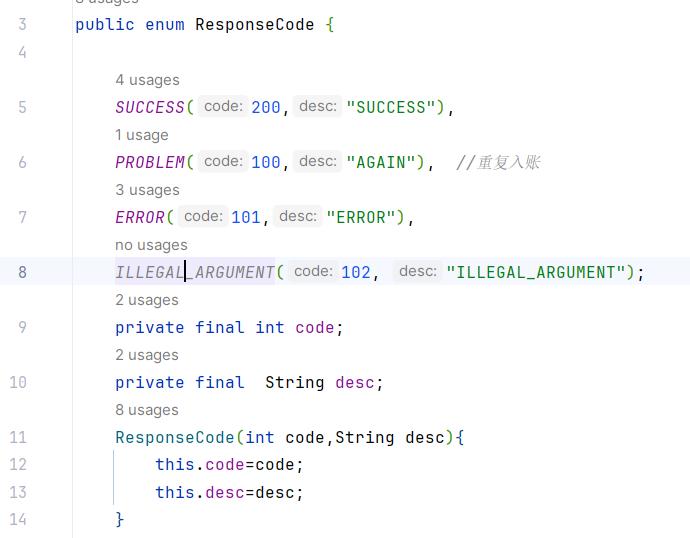 3 public enum ResponseCode {
4
4 usages
5 SUCCESS( code: 200, desc: "SUCCESS"),
1 usage
6 PROBLEM( code: 100, desc: "AGAIN"),  //重复入账
3 usages
7 ERROR( code: 101, desc: "ERROR"),
no usages
8 ILLEGAL_ARGUMENT( code: 102, desc: "ILLEGAL_ARGUMENT");
2 usages
9 private final int code;
2 usages
10 private final  String desc;
8 usages
11 ResponseCode(int code,String desc){
12 this.code=code;
13 this.desc=desc;
14 }